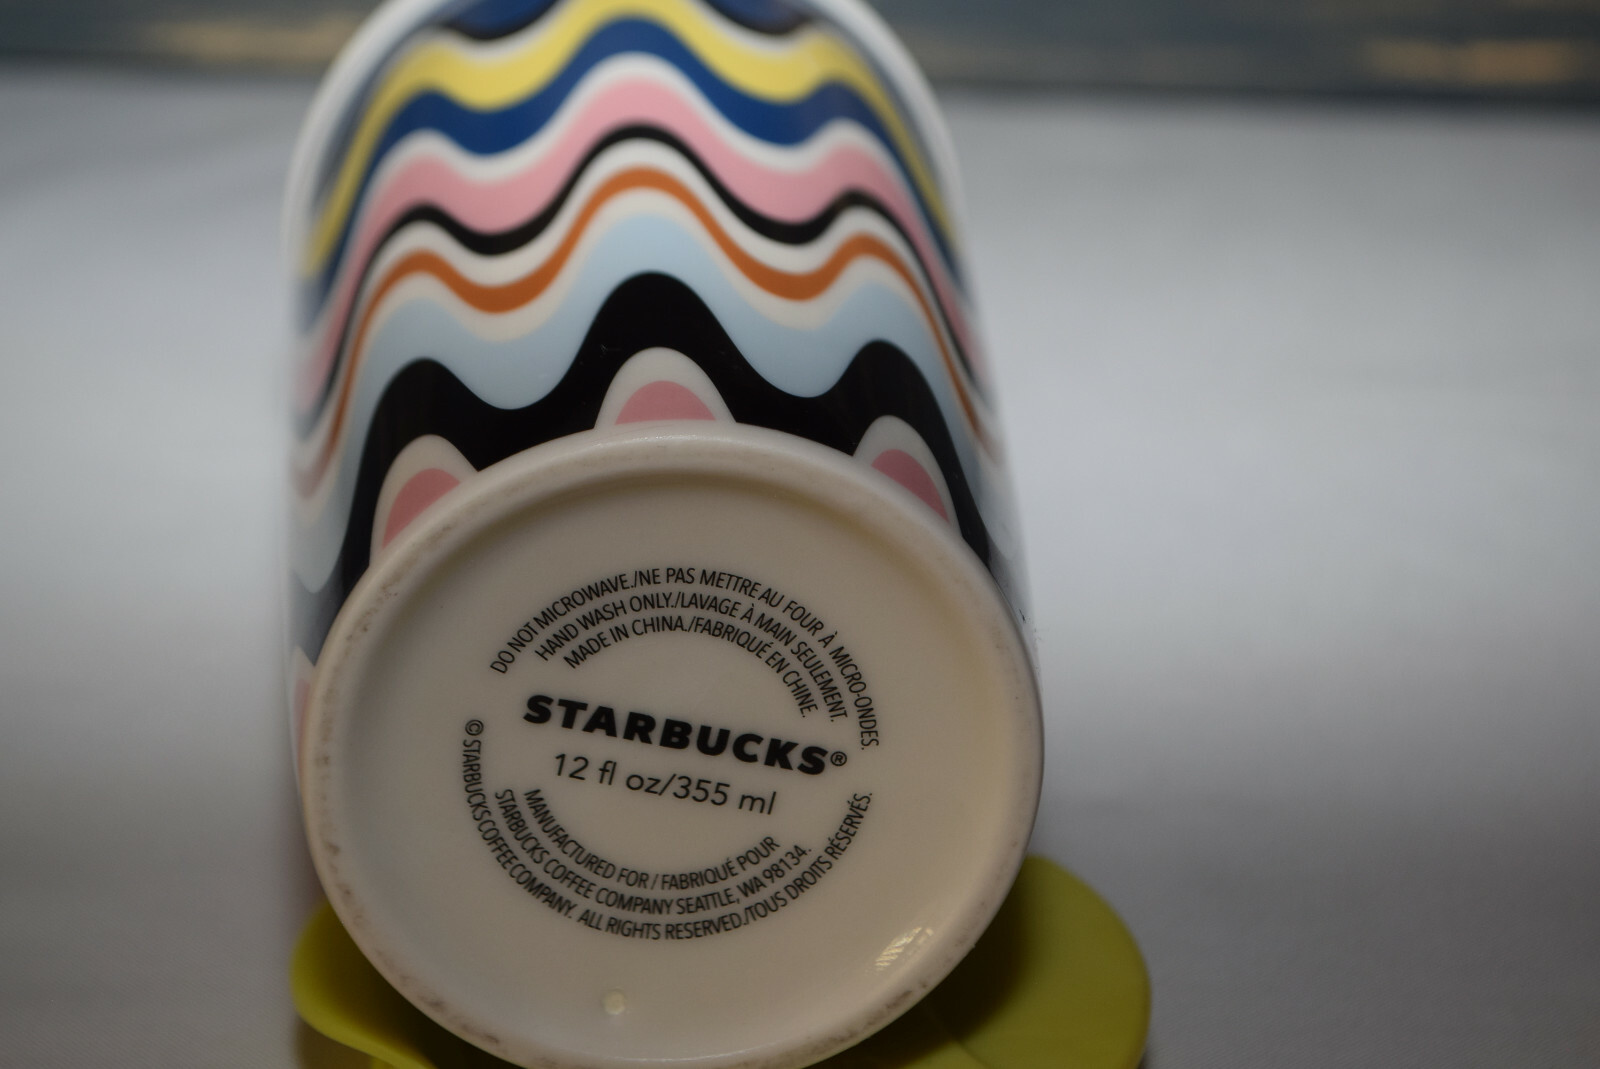 DO NOT MICROWAVE./NE PAS METTRE AU FOUR À MICRO-ONDES.
HAND WASH ONLY./LAVAGE À MAIN SEULEMENT.
MADE IN CHINA./FABRIQUÉ EN CHINE.
STARBUCKS®
12 fl oz/355 ml
MANUFACTURED FOR / FABRIQUÉ POUR
STARBUCKS COFFEE COMPANY SEATTLE, WA 98134.
© STARBUCKS COFFEE COMPANY. ALL RIGHTS RESERVED./TOUS DROITS RÉSERVÉS.